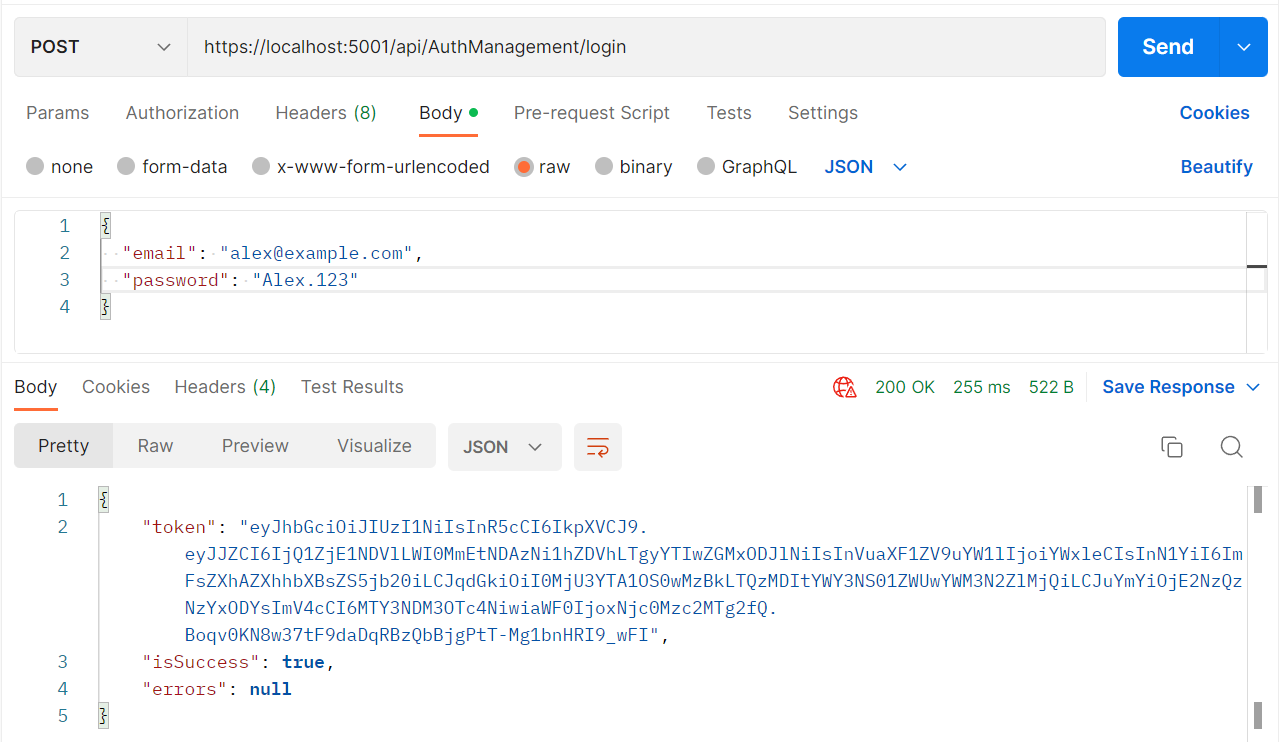 POST https://localhost:5001/api/AuthManagement/login Send
Params Authorization Headers (8) Body Pre-request Script Tests Settings Cookies
none form-data x-www-form-urlencoded raw binary GraphQL JSON Beautify
1 {
2 "email": "alex@example.com",
3 "password": "Alex.123"
4 }
Body Cookies Headers (4) Test Results 200 OK 255 ms 522 B Save Response
Pretty Raw Preview Visualize JSON
1 {
2 "token": "eyJhbGciOiJIUzI1NiIsInR5cCI6IkpXVCJ9.
eyJJZCI6IjQ1ZjE1NDVlLWI0MmEtNDAzNi1hZDVhLTgyYTIwZGMxODJlNiIsInVuaXF1ZV9uYW1lIjoiYWxleCIsInN1YiI6Im
FsZXhAZXhhbXBsZS5jb20iLCJqdGkiOiI0MjU3YTA1OS0wMzBkLTQzMDItYWY3NS01ZWUwYWM3N2ZlMjQiLCJuYmYiOjE2NzQz
NzYxODYsImV4cCI6MTY3NDM3OTc4NiwiaWF0IjoxNjc0Mzc2MTg2fQ.
Boqv0KN8w37tF9daDqRBzQbBjgPtT-Mg1bnHRI9_wFI",
3 "isSuccess": true,
4 "errors": null
5 }